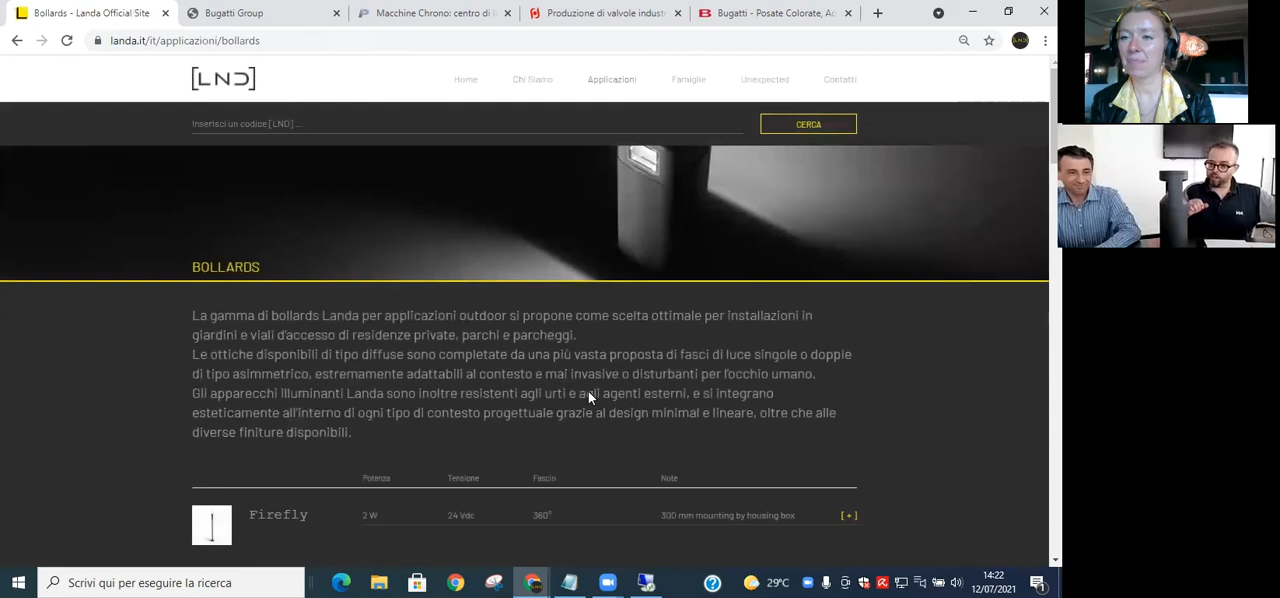 Bollards - Landa Official Site
Bugatti Group
Macchine Chrono: centro di l
Produzione di valvole indust
Bugatti - Posate Colorate, Ac
landa.it/it/applicazioni/bollards
[LND]
Home
Chi Siamo
Applicazioni
Famiglie
Unexpected
Contatti
Inserisci un codice [LND] ...
CERCA
BOLLARDS
La gamma di bollards Landa per applicazioni outdoor si propone come scelta ottimale per installazioni in
giardini e viali d'accesso di residenze private, parchi e parcheggi.
Le ottiche disponibili di tipo diffuse sono completate da una più vasta proposta di fasci di luce singole o doppie
di tipo asimmetrico, estremamente adattabili al contesto e mai invasive o disturbanti per l'occhio umano.
Gli apparecchi illuminanti Landa sono inoltre resistenti agli urti e agli agenti esterni, e si integrano
esteticamente all'interno di ogni tipo di contesto progettuale grazie al design minimal e lineare, oltre che alle
diverse finiture disponibili.
Potenza
Tensione
Fascio
Note
Firefly
2 W
24 Vdc
360°
300 mm mounting by housing box
[+]
Scrivi qui per eseguire la ricerca
29°C
14:22
12/07/2021